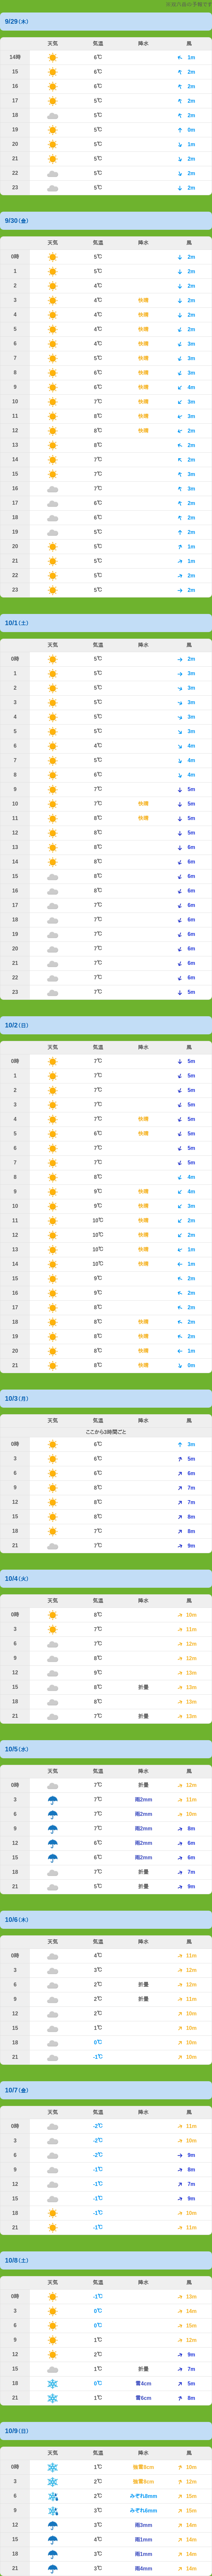 天地八谷の予報です
9/29(木)
天気 気温 降水 風
14時 6℃ 1m
15 6℃ 2m
16 6℃ 2m
17 5℃ 2m
18 5℃ 2m
19 5℃ 0m
20 5℃ 1m
21 5℃ 2m
22 5℃ 2m
23 5℃ 2m
9/30(金)
天気 気温 降水 風
0時 5℃ 2m
1 5℃ 2m
2 4℃ 2m
3 4℃ 快晴 2m
4 4℃ 快晴 2m
5 4℃ 快晴 2m
6 4℃ 快晴 3m
7 5℃ 快晴 3m
8 6℃ 快晴 3m
9 6℃ 快晴 4m
10 7℃ 快晴 3m
11 8℃ 快晴 3m
12 8℃ 快晴 2m
13 8℃ 2m
14 7℃ 2m
15 7℃ 3m
16 7℃ 3m
17 6℃ 2m
18 6℃ 2m
19 5℃ 2m
20 5℃ 1m
21 5℃ 1m
22 5℃ 2m
23 5℃ 2m
10/1(土)
天気 気温 降水 風
0時 5℃ 2m
1 5℃ 3m
2 5℃ 3m
3 5℃ 3m
4 5℃ 3m
5 5℃ 3m
6 4℃ 4m
7 5℃ 4m
8 6℃ 4m
9 7℃ 5m
10 7℃ 快晴 5m
11 8℃ 快晴 5m
12 8℃ 5m
13 8℃ 6m
14 8℃ 6m
15 8℃ 6m
16 8℃ 6m
17 7℃ 6m
18 7℃ 6m
19 7℃ 6m
20 7℃ 6m
21 7℃ 6m
22 7℃ 6m
23 7℃ 5m
10/2(日)
天気 気温 降水 風
0時 7℃ 5m
1 7℃ 5m
2 7℃ 5m
3 7℃ 5m
4 7℃ 快晴 5m
5 6℃ 快晴 5m
6 7℃ 5m
7 7℃ 5m
8 8℃ 4m
9 9℃ 快晴 4m
10 9℃ 快晴 3m
11 10℃ 快晴 2m
12 10℃ 快晴 2m
13 10℃ 快晴 1m
14 10℃ 快晴 1m
15 9℃ 2m
16 9℃ 2m
17 8℃ 2m
18 8℃ 快晴 2m
19 8℃ 快晴 2m
20 8℃ 快晴 1m
21 8℃ 快晴 0m
10/3(月)
天気 気温 降水 風
ここから3時間ごと
0時 6℃ 3m
3 6℃ 5m
6 6℃ 6m
9 8℃ 7m
12 8℃ 7m
15 8℃ 8m
18 7℃ 8m
21 7℃ 9m
10/4(火)
天気 気温 降水 風
0時 8℃ 10m
3 7℃ 11m
6 7℃ 12m
9 8℃ 12m
12 9℃ 13m
15 8℃ 折畳 13m
18 8℃ 13m
21 7℃ 折畳 13m
10/5(水)
天気 気温 降水 風
0時 7℃ 折畳 12m
3 7℃ 雨2mm 11m
6 7℃ 雨2mm 10m
9 7℃ 雨2mm 8m
12 6℃ 雨2mm 6m
15 6℃ 雨2mm 6m
18 7℃ 折畳 7m
21 5℃ 折畳 9m
10/6(木)
天気 気温 降水 風
0時 4℃ 11m
3 3℃ 12m
6 2℃ 折畳 12m
9 2℃ 折畳 11m
12 2℃ 10m
15 1℃ 10m
18 0℃ 10m
21 -1℃ 10m
10/7(金)
天気 気温 降水 風
0時 -2℃ 11m
3 -2℃ 10m
6 -2℃ 9m
9 -1℃ 8m
12 -1℃ 7m
15 -1℃ 9m
18 -1℃ 10m
21 -1℃ 11m
10/8(土)
天気 気温 降水 風
0時 -1℃ 13m
3 0℃ 14m
6 0℃ 15m
9 1℃ 12m
12 2℃ 9m
15 1℃ 折畳 7m
18 0℃ 雪4cm 5m
21 1℃ 雪6cm 8m
10/9(日)
天気 気温 降水 風
0時 1℃ 強雪8cm 10m
3 2℃ 強雪8cm 12m
6 2℃ みぞれ8mm 15m
9 3℃ みぞれ6mm 15m
12 3℃ 雨3mm 14m
15 4℃ 雨1mm 14m
18 3℃ 雨1mm 14m
21 3℃ 雨4mm 14m